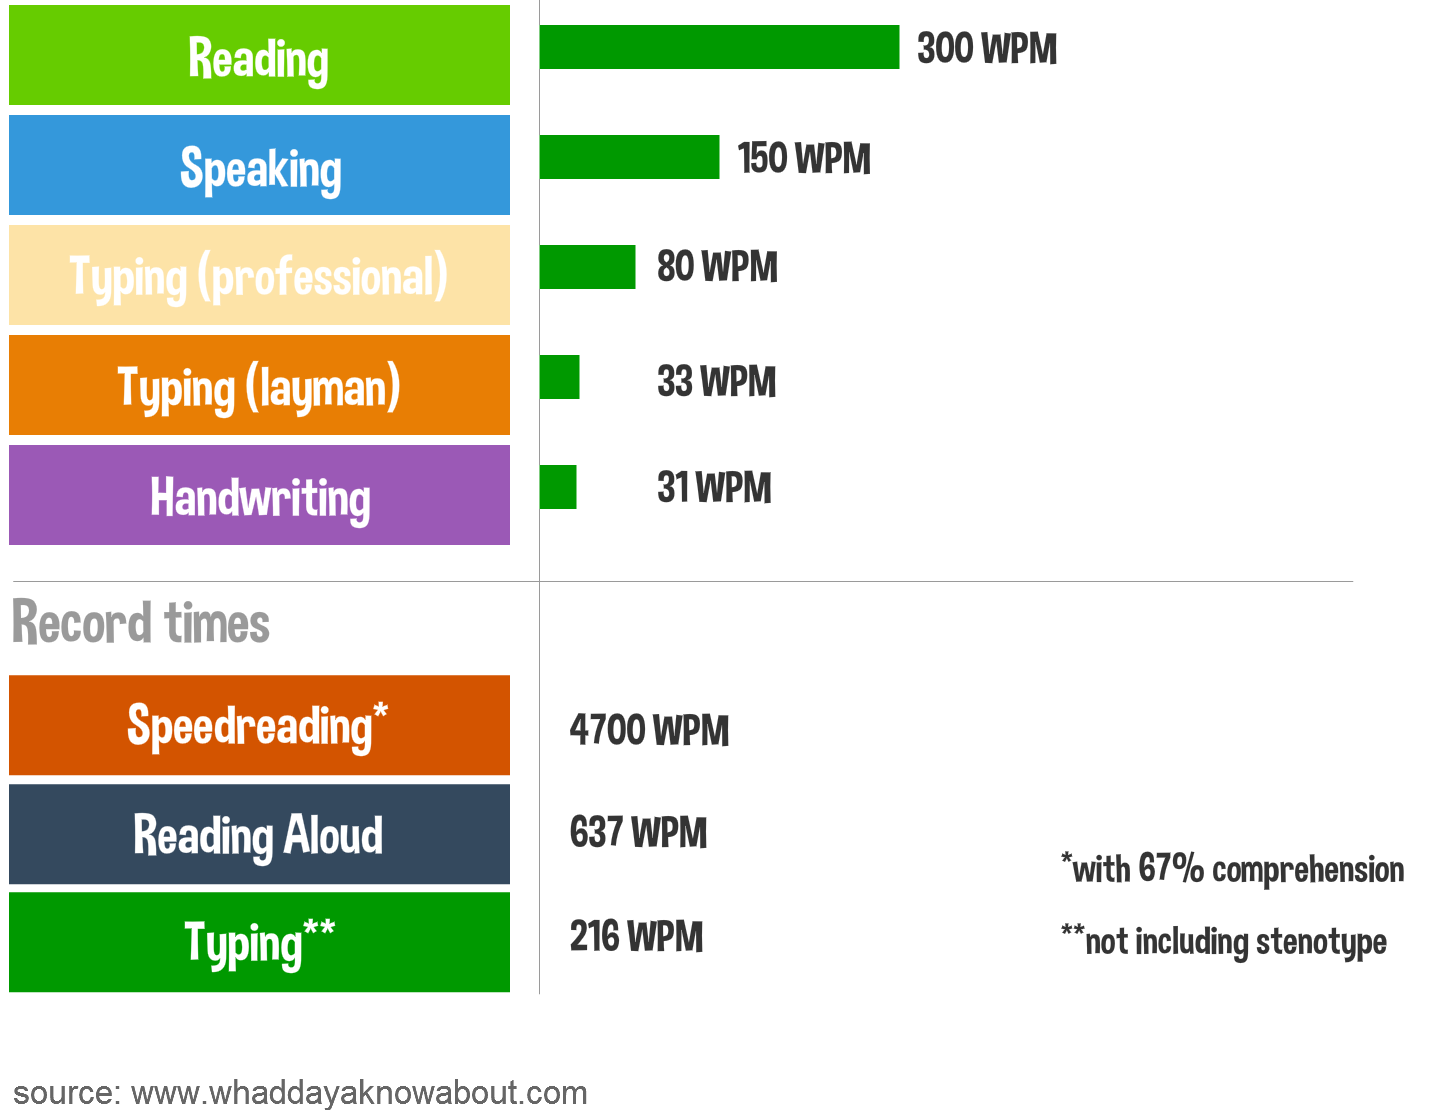 Reading 300 WPM
Speaking 150 WPM
Typing (professional) 80 WPM
Typing (layman) 33 WPM
Handwriting 31 WPM
Record times
Speedreading* 4700 WPM
Reading Aloud 637 WPM
*with 67% comprehension
Typing** 216 WPM
**not including stenotype
source: www.whaddayaknowabout.com